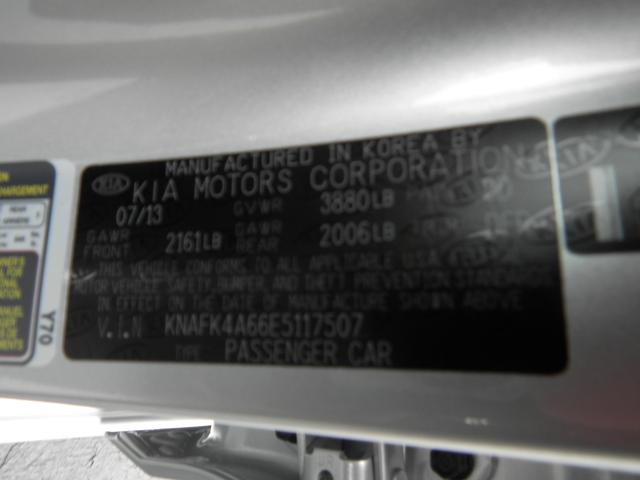 MANUFACTURED IN KOREA BY
KIA KIA MOTORS CORPORATION
07/13 GVWR 3880LB
GAWR FRONT 2161LB GAWR REAR 2006LB
THIS VEHICLE CONFORMS TO ALL APPLICABLE U.S.A.
MOTOR VEHICLE SAFETY, BUMPER, AND THEFT PREVENTION STANDARDS
IN EFFECT ON THE DATE OF MANUFACTURE SHOWN ABOVE.
V.I.N KNAFK4A66E5117507
TYPE PASSENGER CAR
Y70